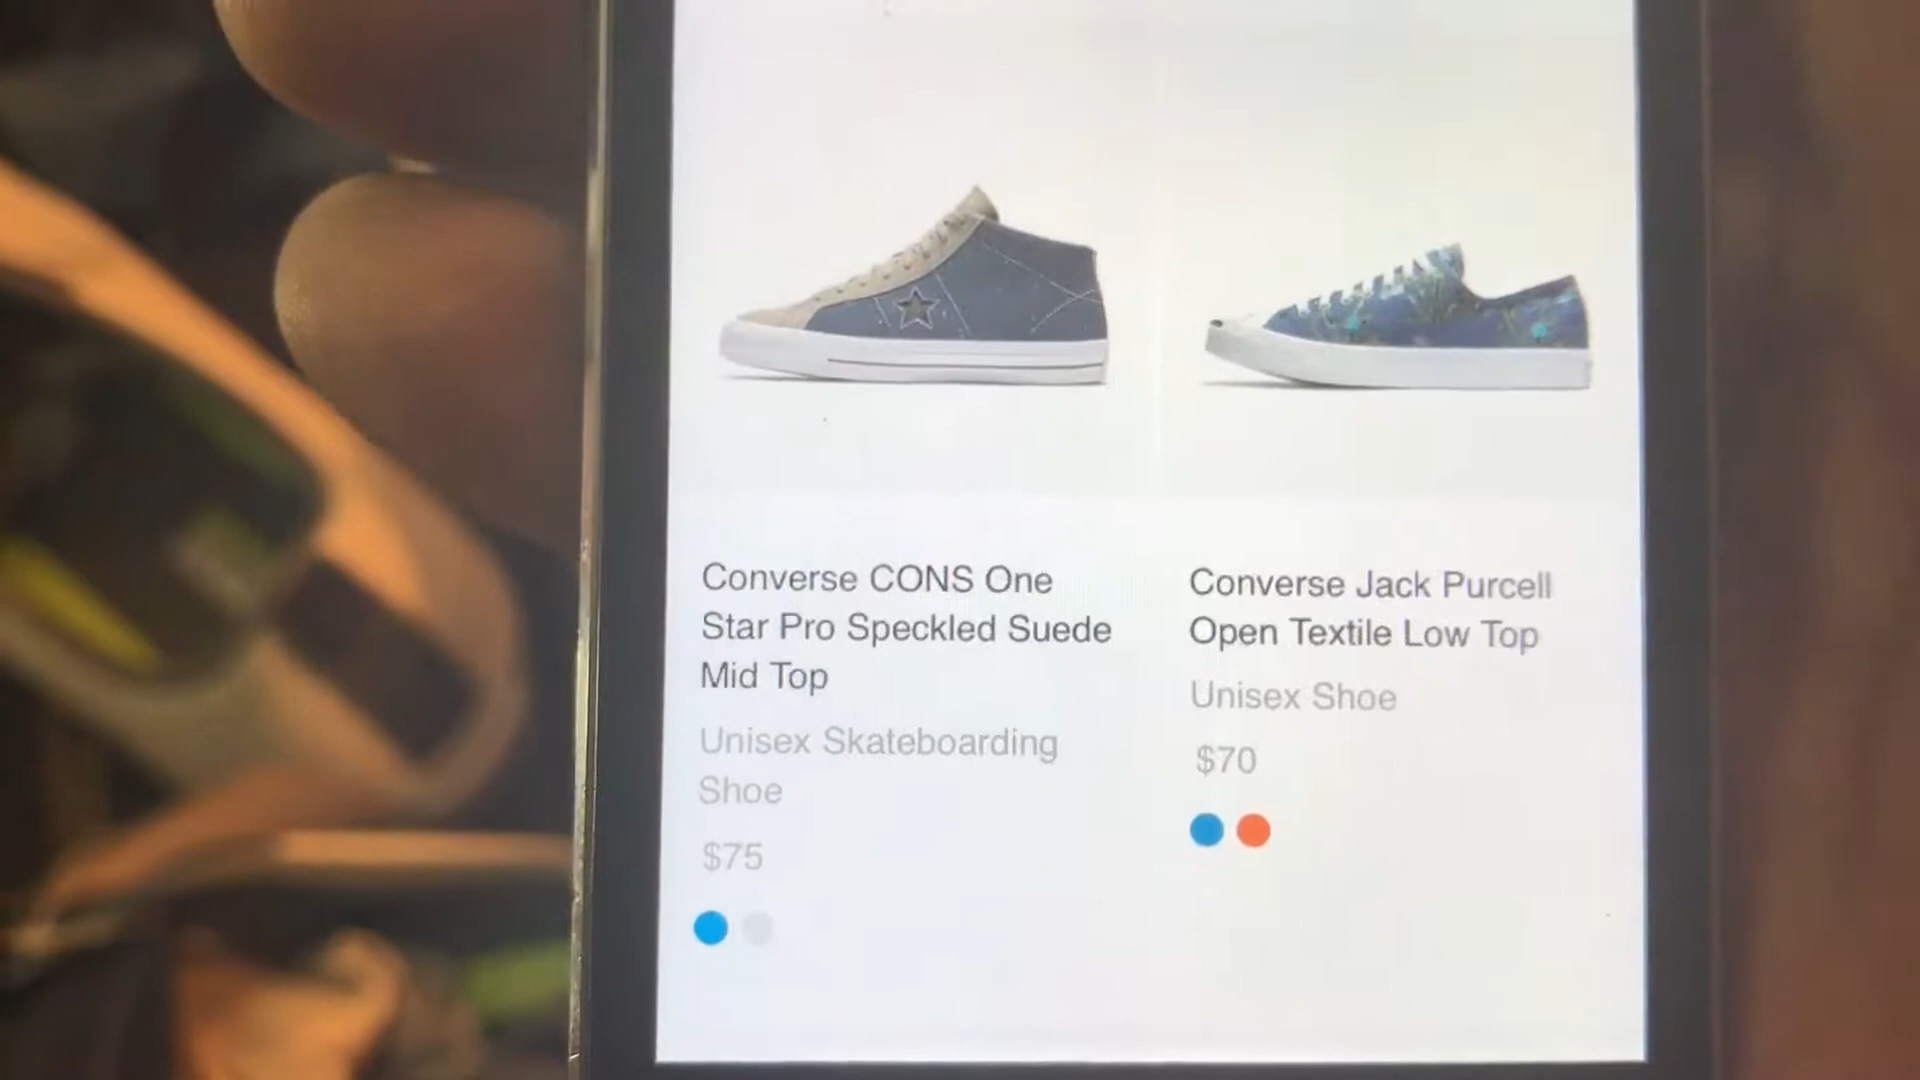 Converse CONS One
Star Pro Speckled Suede
Mid Top
Unisex Skateboarding
Shoe
$75
Converse Jack Purcell
Open Textile Low Top
Unisex Shoe
$70